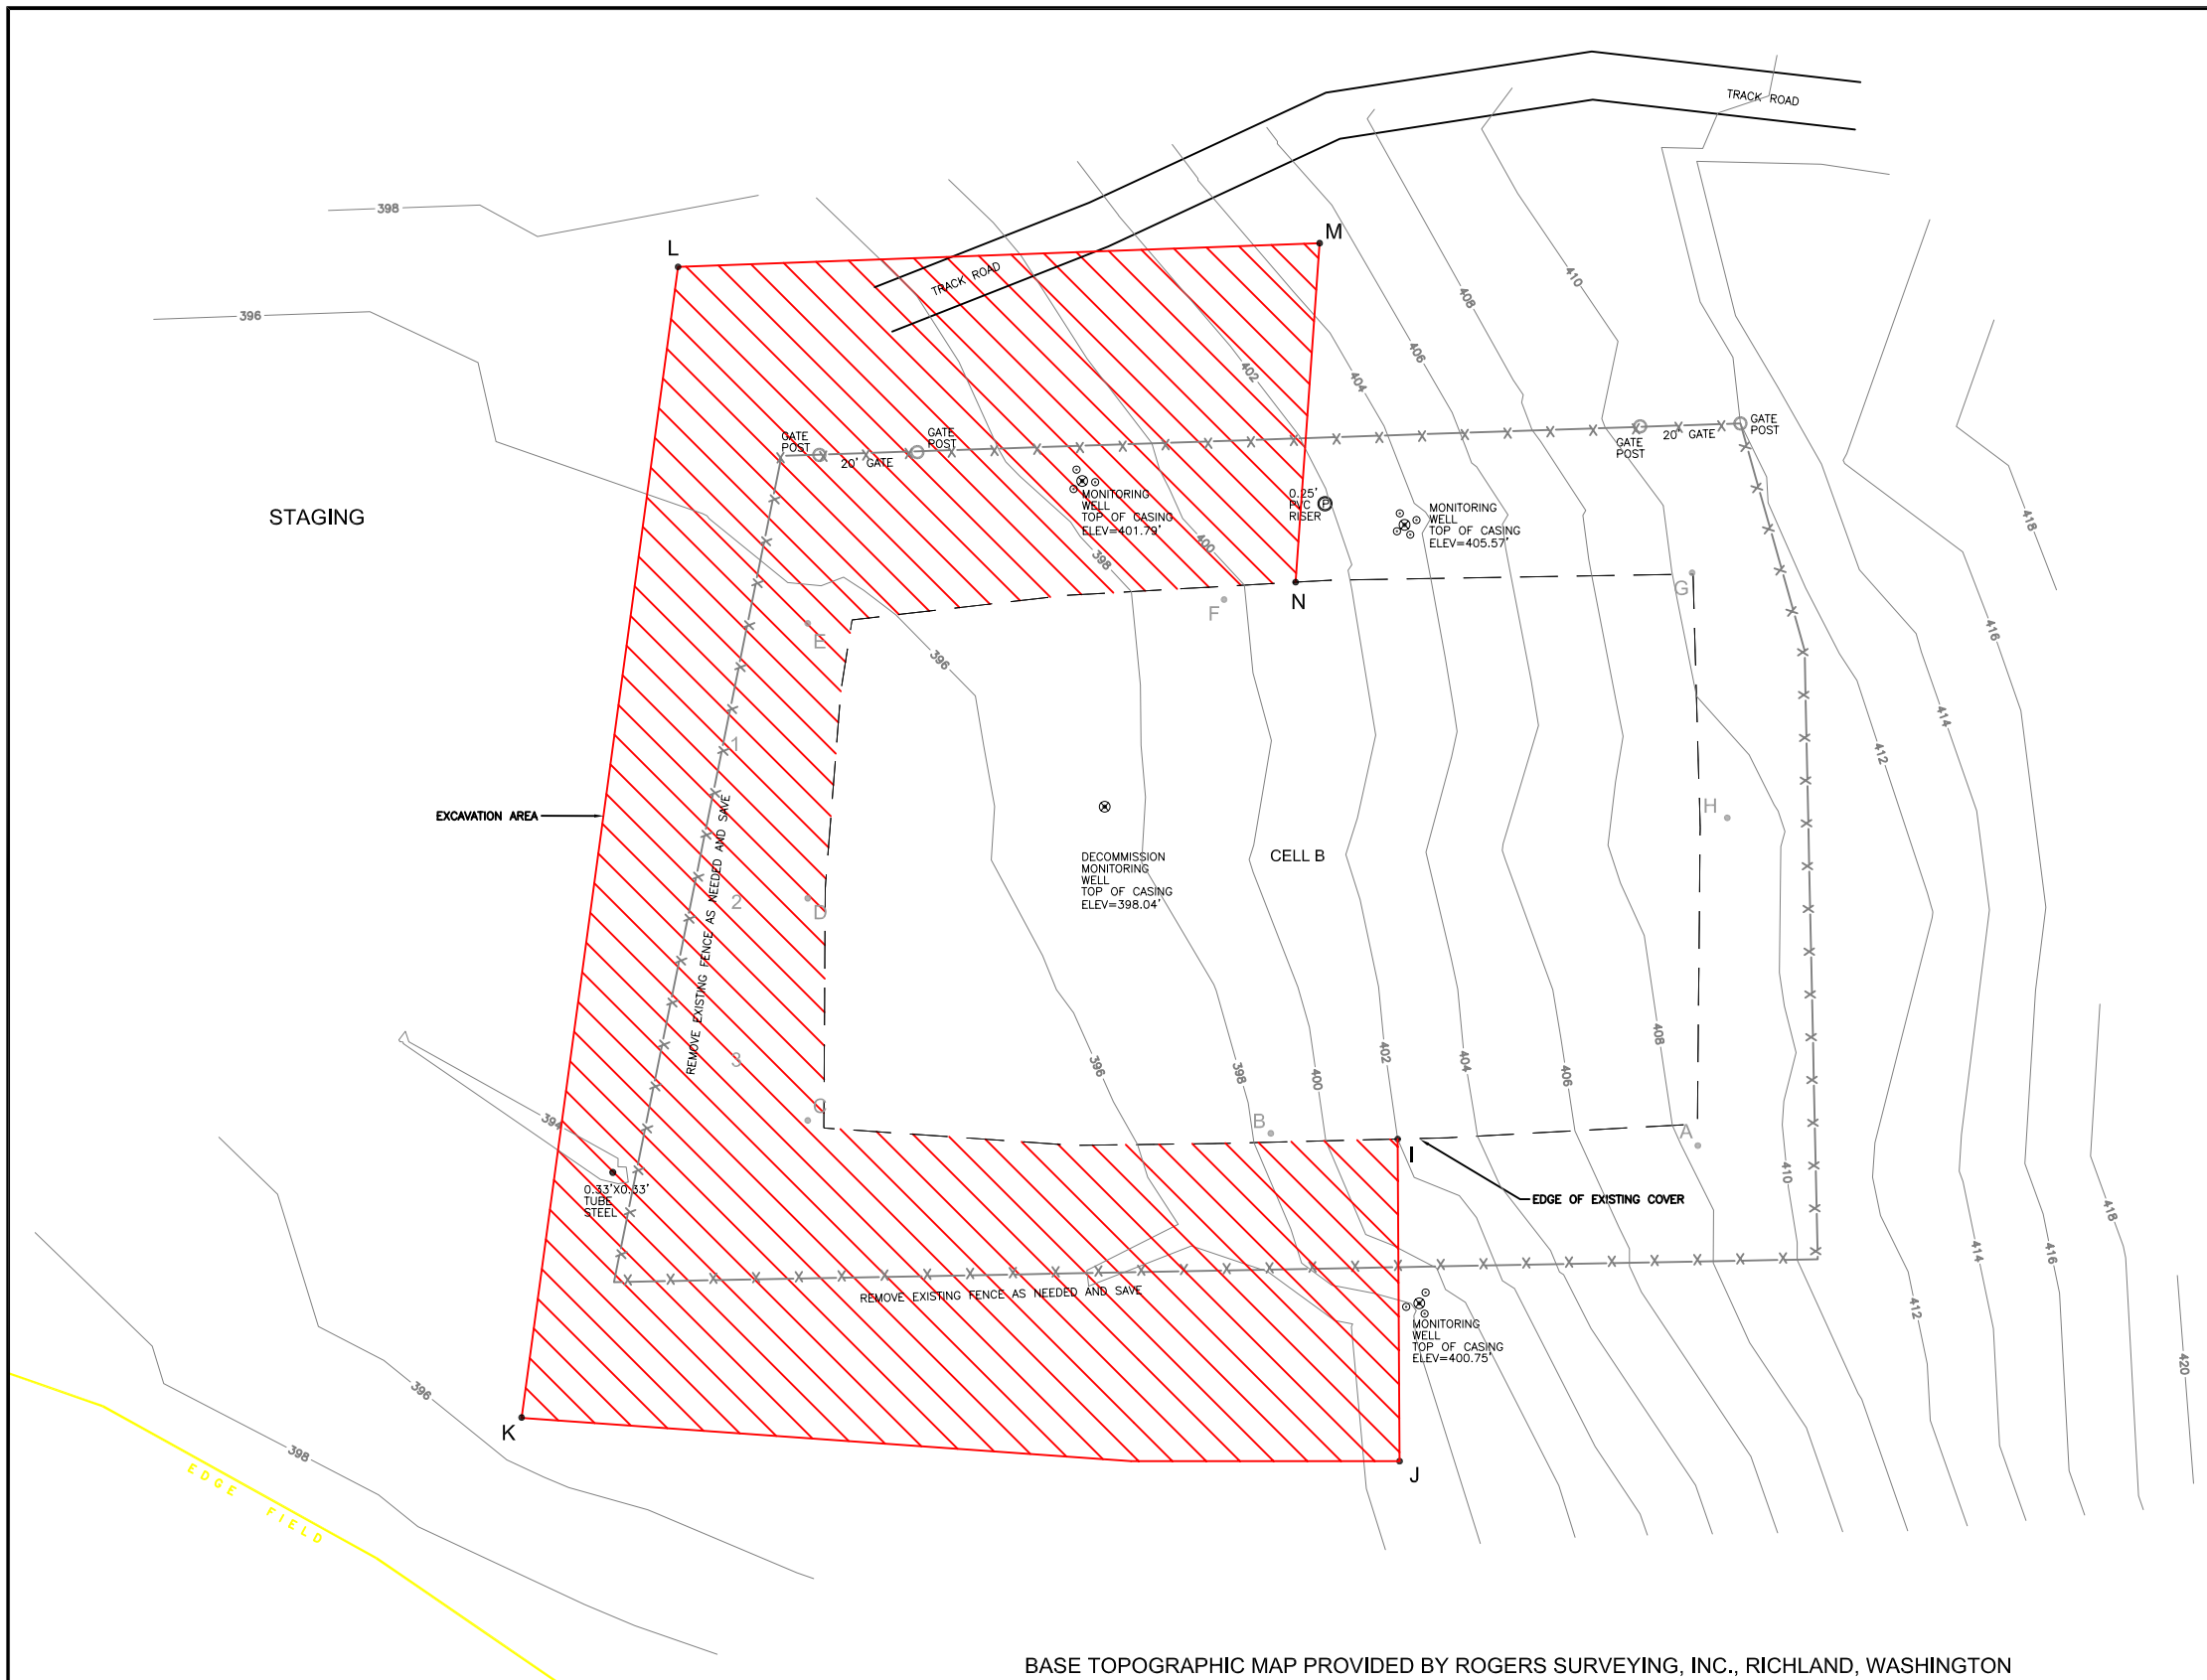 TRACK ROAD
398
M
L
TRACK ROAD
410
408
396
406
402
404
GATE
POST
GATE
POST
20' GATE
GATE
POST
20' GATE
GATE
POST
STAGING
MONITORING
WELL
TOP OF CASING
ELEV=401.79'
0.25'
PVC
RISER
P
MONITORING
WELL
TOP OF CASING
ELEV=405.57'
418
400
398
G
N
F
E
416
396
414
1
412
H
EXCAVATION AREA
REMOVE EXISTING FENCE AS NEEDED AND SAVE
DECOMMISSION
MONITORING
WELL
TOP OF CASING
ELEV=398.04'
CELL B
2
D
3
408
402
404
396
398
400
406
C
394
B
A
I
410
0.33'X0.33'
TUBE
STEEL
EDGE OF EXISTING COVER
418
414
416
REMOVE EXISTING FENCE AS NEEDED AND SAVE
412
MONITORING
WELL
TOP OF CASING
ELEV=400.75'
420
396
K
398
J
EDGE FIELD
BASE TOPOGRAPHIC MAP PROVIDED BY ROGERS SURVEYING, INC., RICHLAND, WASHINGTON